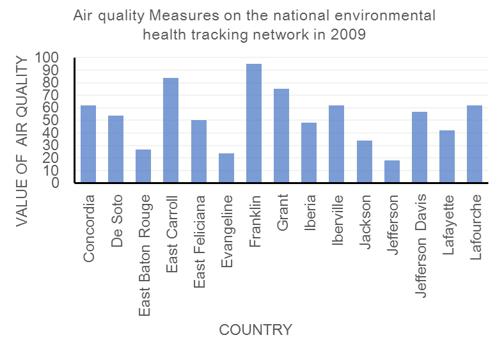 Air quality Measures on the national environmental
health tracking network in 2009
VALUE OF AIR QUALITY
100
90
80
70
60
50
40
30
20
10
0
Concordia
De Soto
East Baton Rouge
East Carroll
East Feliciana
Evangeline
Franklin
Grant
Iberia
Iberville
Jackson
Jefferson
Jefferson Davis
Lafayette
Lafourche
COUNTRY